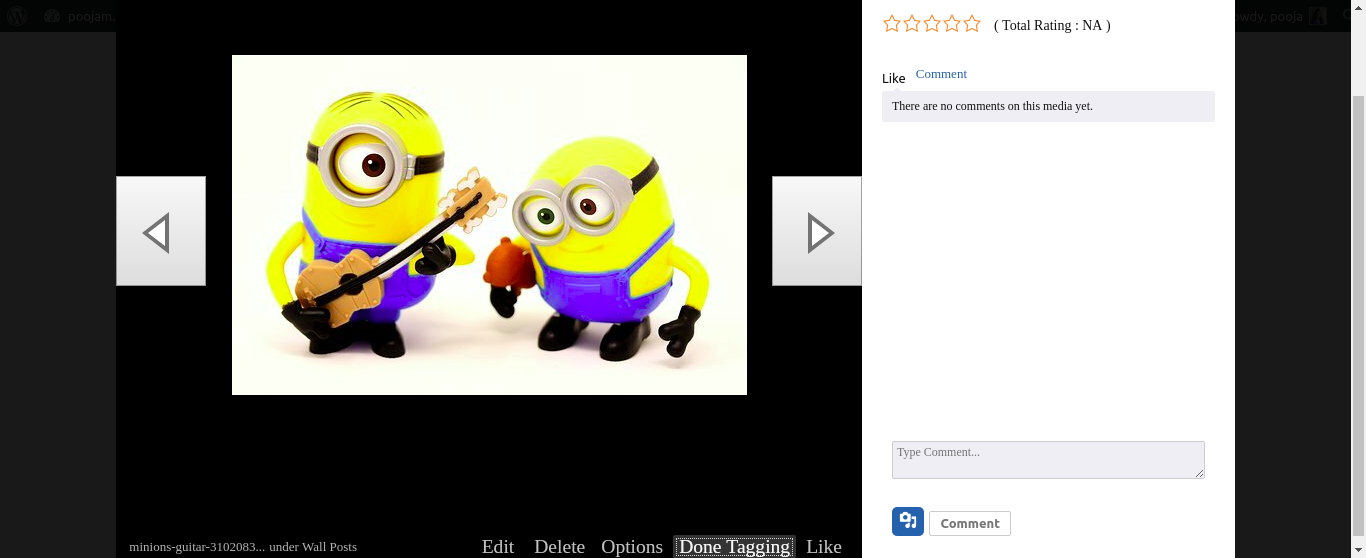 poojam.
owdy, pooja
( Total Rating : NA )
Like Comment
There are no comments on this media yet.
Type Comment...
Comment
minions-guitar-3102083... under Wall Posts
Edit Delete Options Done Tagging Like